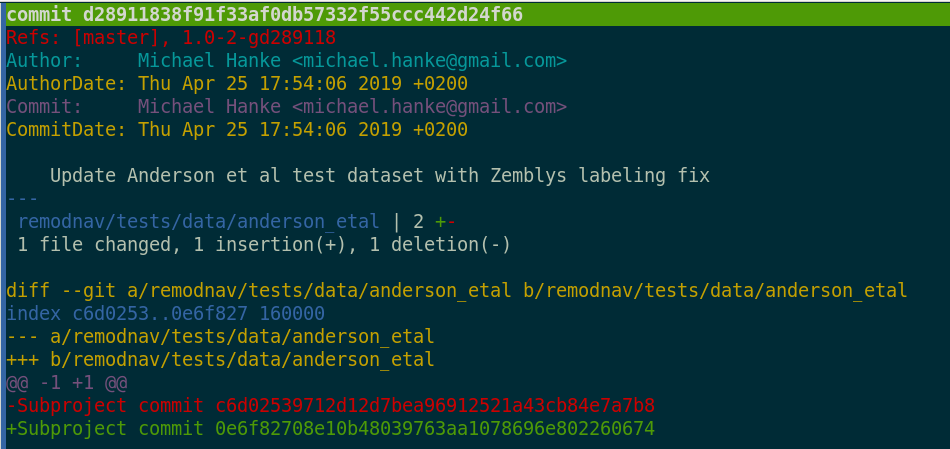 commit d28911838f91f33af0db57332f55ccc442d24f66
Refs: [master], 1.0-2-gd289118
Author:     Michael Hanke <michael.hanke@gmail.com>
AuthorDate: Thu Apr 25 17:54:06 2019 +0200
Commit:     Michael Hanke <michael.hanke@gmail.com>
CommitDate: Thu Apr 25 17:54:06 2019 +0200
    Update Anderson et al test dataset with Zemblys labeling fix
---
 remodnav/tests/data/anderson_etal | 2 +-
 1 file changed, 1 insertion(+), 1 deletion(-)
diff --git a/remodnav/tests/data/anderson_etal b/remodnav/tests/data/anderson_etal
index c6d0253..0e6f827 160000
--- a/remodnav/tests/data/anderson_etal
+++ b/remodnav/tests/data/anderson_etal
@@ -1 +1 @@
-Subproject commit c6d02539712d12d7bea96912521a43cb84e7a7b8
+Subproject commit 0e6f82708e10b48039763aa1078696e802260674